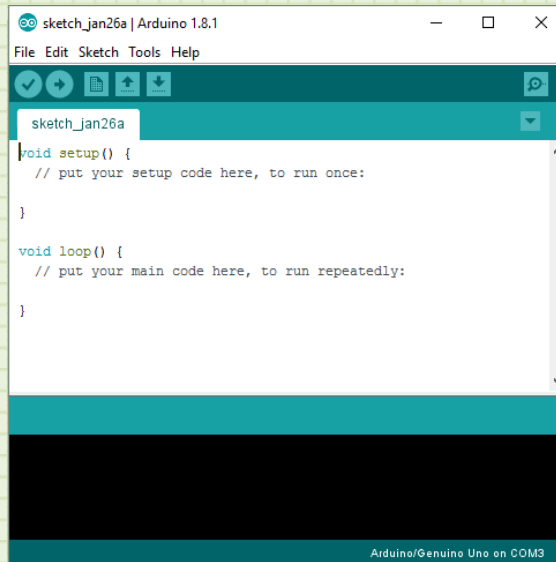 sketch_jan26a | Arduino 1.8.1
File Edit Sketch Tools Help
sketch_jan26a
void setup() {
  // put your setup code here, to run once:
}
void loop() {
  // put your main code here, to run repeatedly:
}
Arduino/Genuino Uno on COM3